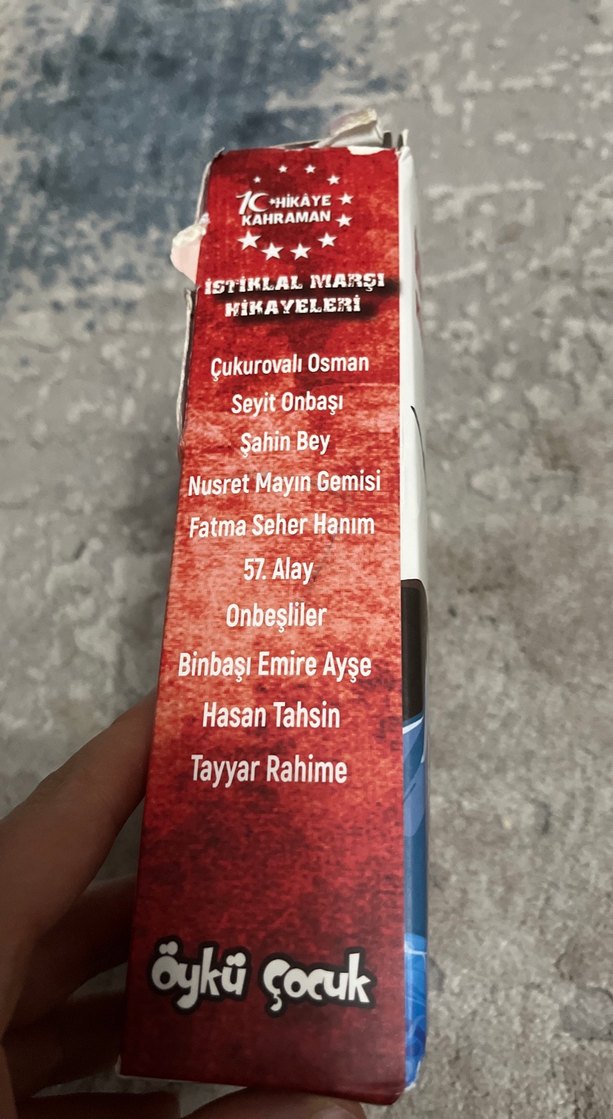 10 HİKÂYE
KAHRAMAN
İSTİKLAL MARŞI
HİKAYELERİ
Çukurovalı Osman
Seyit Onbaşı
Şahin Bey
Nusret Mayın Gemisi
Fatma Seher Hanım
57. Alay
Onbeşliler
Binbaşı Emire Ayşe
Hasan Tahsin
Tayyar Rahime
Öykü Çocuk